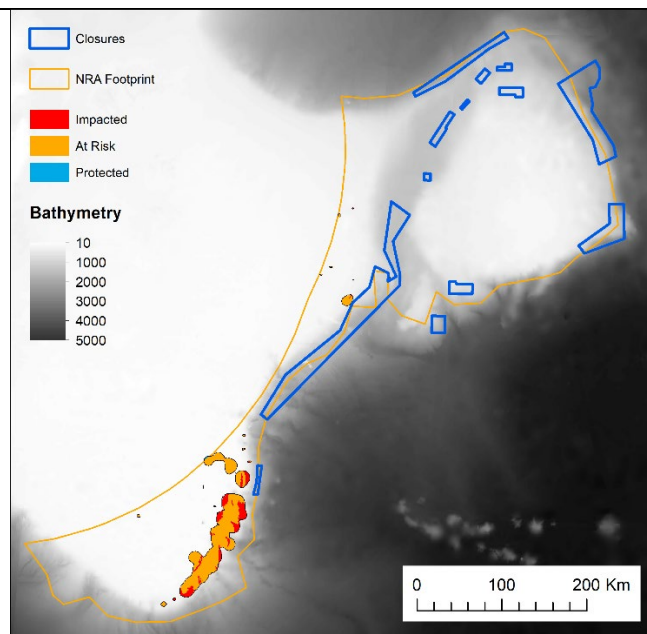 Closures
NRA Footprint
Impacted
At Risk
Protected
Bathymetry
10
1000
2000
3000
4000
5000
0 100 200 Km